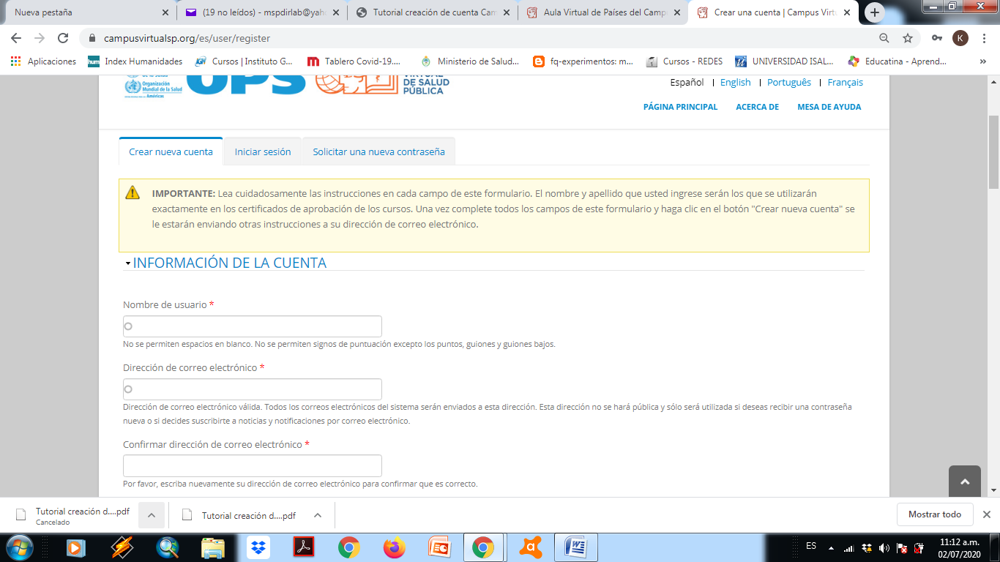 Nueva pestaña
(19 no leídos) - mspdirlab@yah
Tutorial creación de cuenta Cam
Aula Virtual de Países del Camp
Crear una cuenta | Campus Virtu
campusvirtualsp.org/es/user/register
K
Aplicaciones
Index Humanidades
Cursos | Instituto G...
Tablero Covid-19....
Ministerio de Salud...
fq-experimentos: m...
Cursos - REDES
UNIVERSIDAD ISAL...
Educatina - Aprend...
»
Organización
Mundial de la Salud
Américas
OPS
VIRTUAL
DE SALUD
PÚBLICA
Español | English | Português | Français
PÁGINA PRINCIPAL ACERCA DE MESA DE AYUDA
Crear nueva cuenta
Iniciar sesión
Solicitar una nueva contraseña
IMPORTANTE: Lea cuidadosamente las instrucciones en cada campo de este formulario. El nombre y apellido que usted ingrese serán los que se utilizarán
exactamente en los certificados de aprobación de los cursos. Una vez complete todos los campos de este formulario y haga clic en el botón "Crear nueva cuenta" se
le estarán enviando otras instrucciones a su dirección de correo electrónico.
INFORMACIÓN DE LA CUENTA
Nombre de usuario *
No se permiten espacios en blanco. No se permiten signos de puntuación excepto los puntos, guiones y guiones bajos.
Dirección de correo electrónico *
Dirección de correo electrónico válida. Todos los correos electrónicos del sistema serán enviados a esta dirección. Esta dirección no se hará pública y sólo será utilizada si deseas recibir una contraseña
nueva o si decides suscribirte a noticias y notificaciones por correo electrónico.
Confirmar dirección de correo electrónico *
Por favor, escriba nuevamente su dirección de correo electrónico para confirmar que es correcto.
Tutorial creación d....pdf
Cancelado
Tutorial creación d....pdf
Mostrar todo
ES
11:12 a.m.
02/07/2020